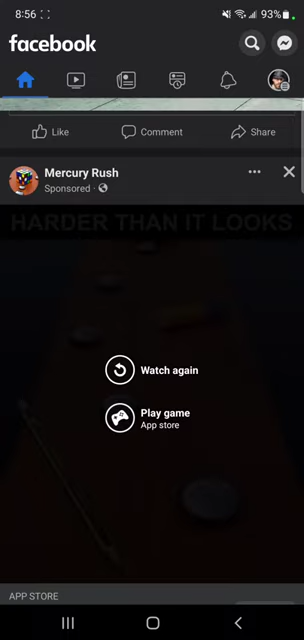 8:56
93%
facebook
Like
Comment
Share
Mercury Rush
Sponsored ·
HARDER THAN IT LOOKS
Watch again
Play game
App store
APP STORE